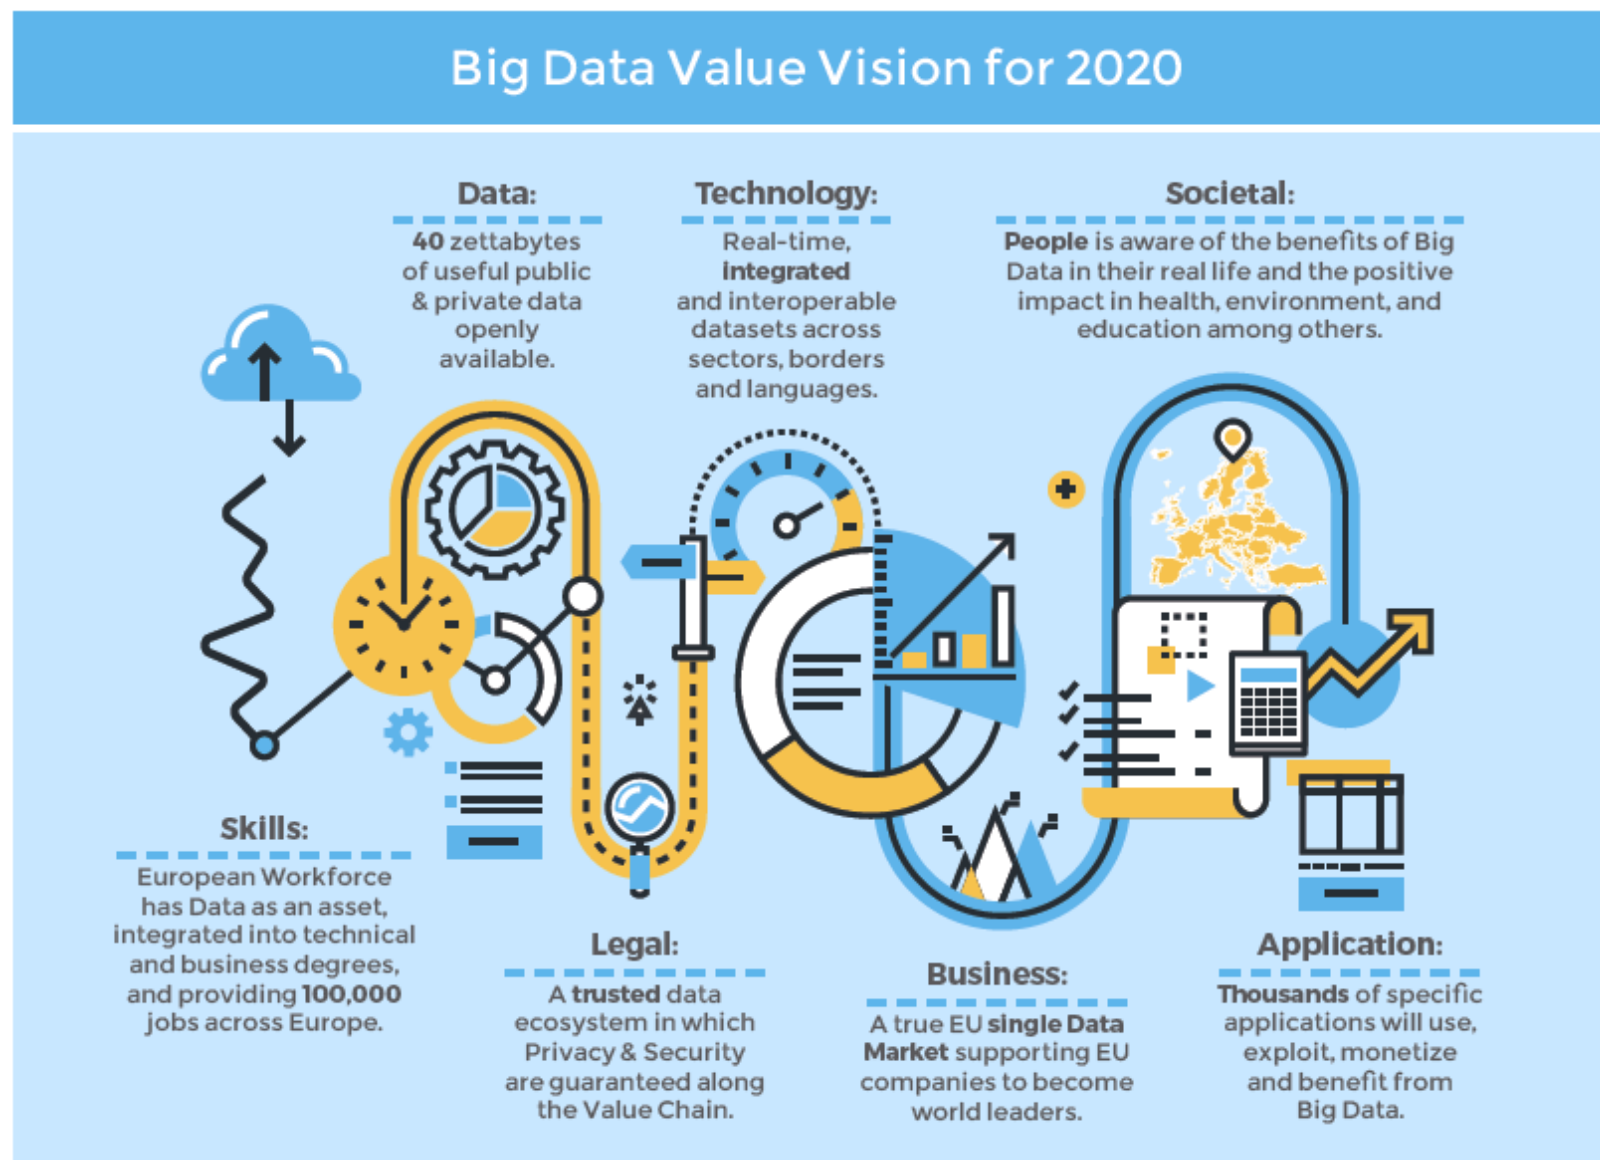 Big Data Value Vision for 2020
Data:
40 zettabytes
of useful public
& private data
openly
available.
Technology:
Real-time,
integrated
and interoperable
datasets across
sectors, borders
and languages.
Societal:
People is aware of the benefits of Big
Data in their real life and the positive
impact in health, environment, and
education among others.
Skills:
European Workforce
has Data as an asset,
integrated into technical
and business degrees,
and providing 100,000
jobs across Europe.
Legal:
A trusted data
ecosystem in which
Privacy & Security
are guaranteed along
the Value Chain.
Business:
A true EU single Data
Market supporting EU
companies to become
world leaders.
Application:
Thousands of specific
applications will use,
exploit, monetize
and benefit from
Big Data.